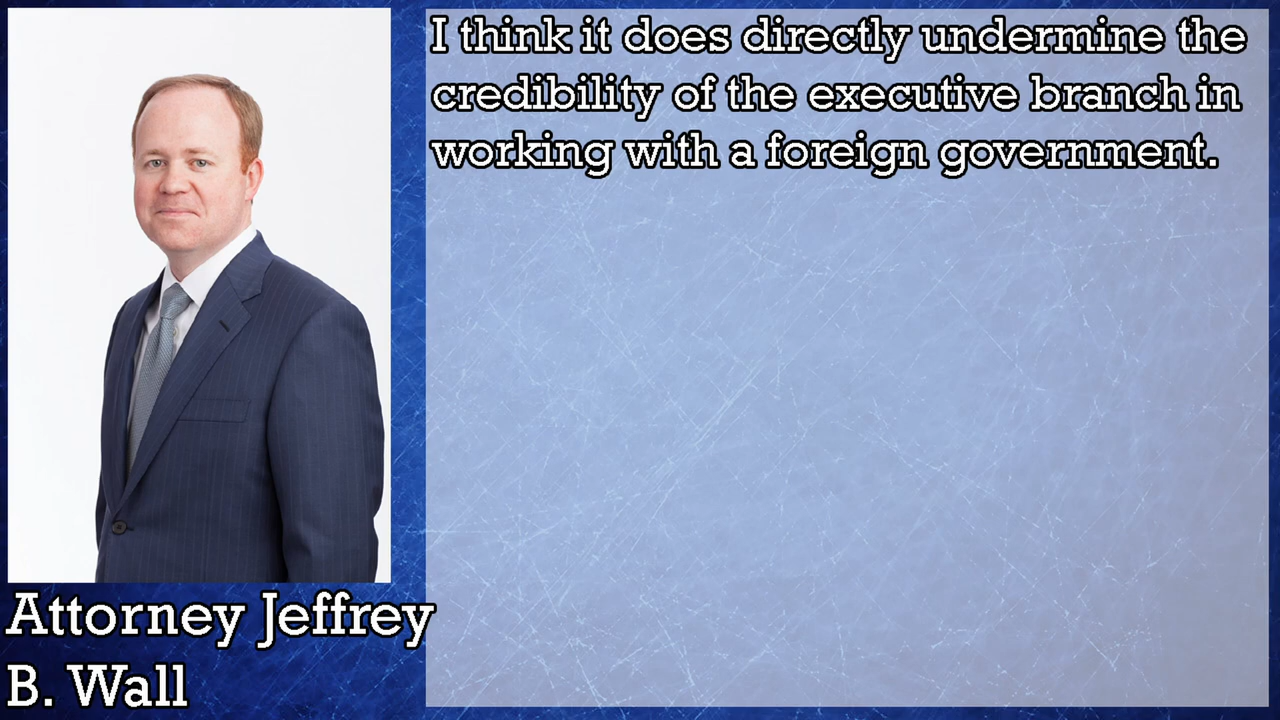 I think it does directly undermine the
credibility of the executive branch in
working with a foreign government.
Attorney Jeffrey
B. Wall